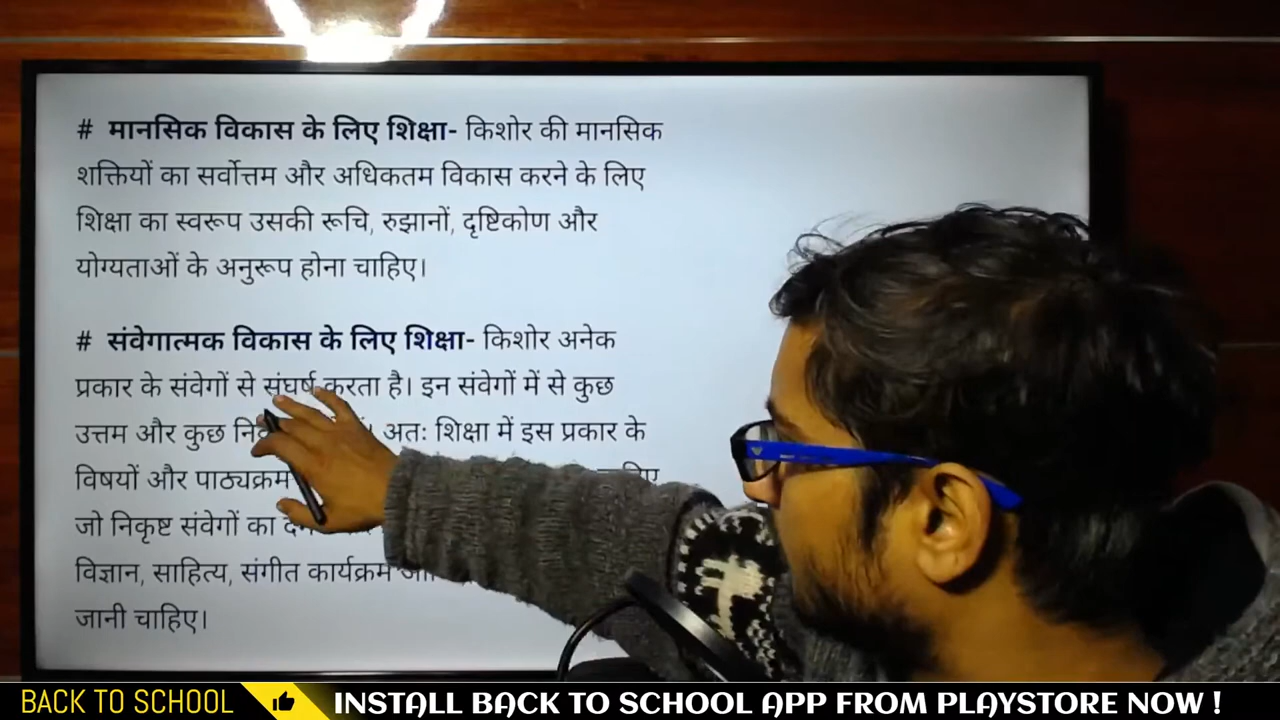 # मानसिक विकास के लिए शिक्षा- किशोर की मानसिक
शक्तियों का सर्वोत्तम और अधिकतम विकास करने के लिए
शिक्षा का स्वरूप उसकी रूचि, रुझानों, दृष्टिकोण और
योग्यताओं के अनुरूप होना चाहिए।
# संवेगात्मक विकास के लिए शिक्षा- किशोर अनेक
प्रकार के संवेगों से संघर्ष करता है। इन संवेगों में से कुछ
उत्तम और कुछ अतः शिक्षा में इस प्रकार के
विषयों और पाठ्यक्रम
जो निकृष्ट संवेगों का
विज्ञान, साहित्य, संगीत कार्यक्रम
जानी चाहिए।
BACK TO SCHOOL
INSTALL BACK TO SCHOOL APP FROM PLAYSTORE NOW !